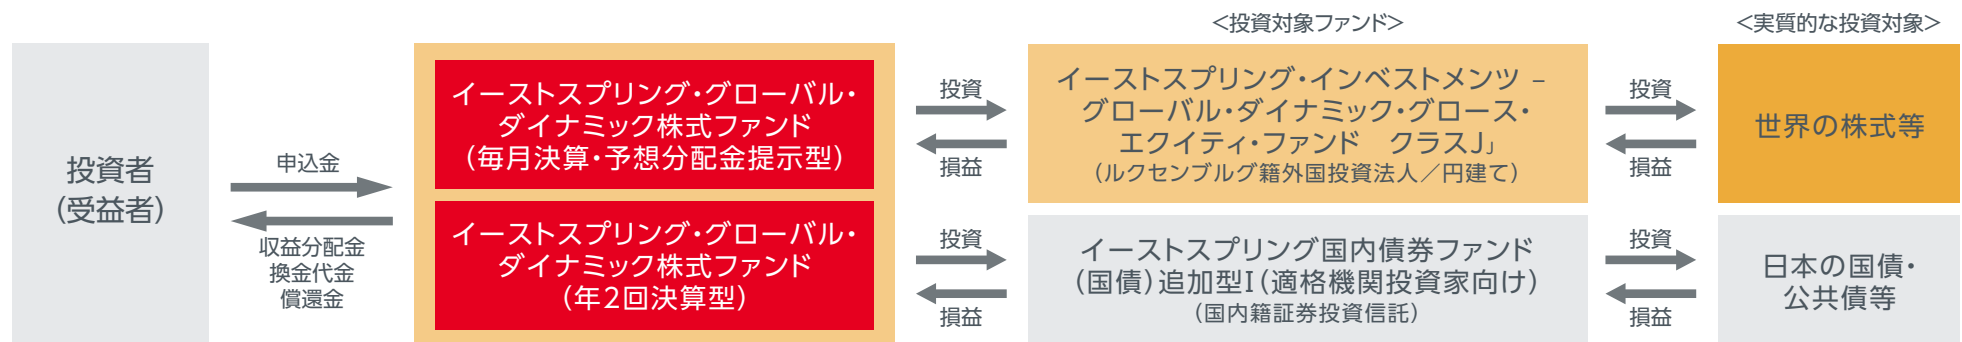 投資者
（受益者）
申込金
収益分配金
換金代金
償還金
イーストスプリング・グローバル・
ダイナミック株式ファンド
（毎月決算・予想分配金提示型）
イーストスプリング・グローバル・
ダイナミック株式ファンド
（年2回決算型）
投資
損益
投資
損益
＜投資対象ファンド＞
イーストスプリング・インベストメンツ －
グローバル・ダイナミック・グロース・
エクイティ・ファンド　クラスJ」
（ルクセンブルグ籍外国投資法人／円建て）
イーストスプリング国内債券ファンド
（国債）追加型I（適格機関投資家向け）
（国内籍証券投資信託）
投資
損益
投資
損益
＜実質的な投資対象＞
世界の株式等
日本の国債・
公共債等